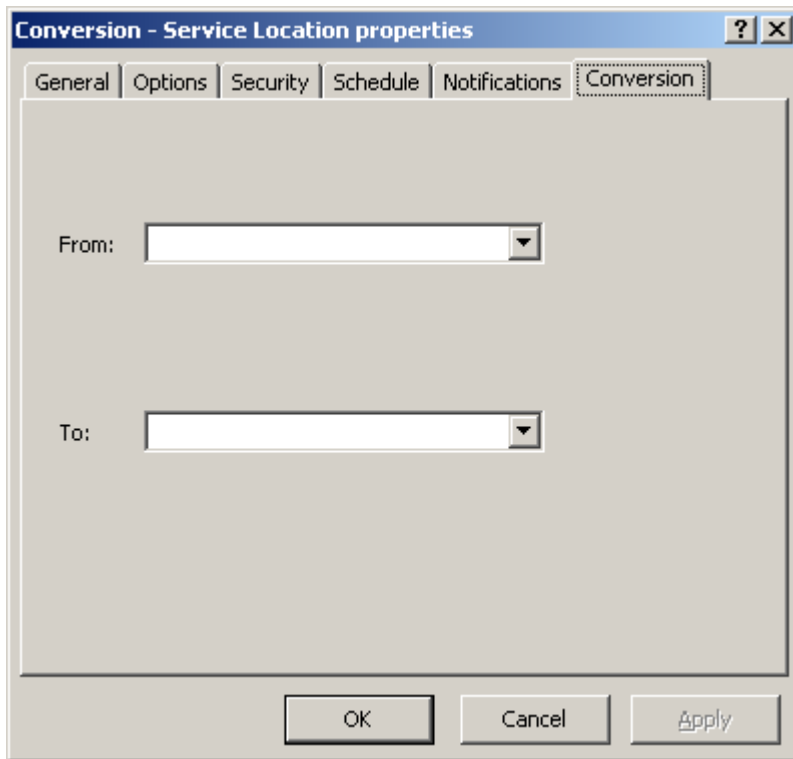 Conversion - Service Location properties
General Options Security Schedule Notifications Conversion
From:
To:
OK Cancel Apply